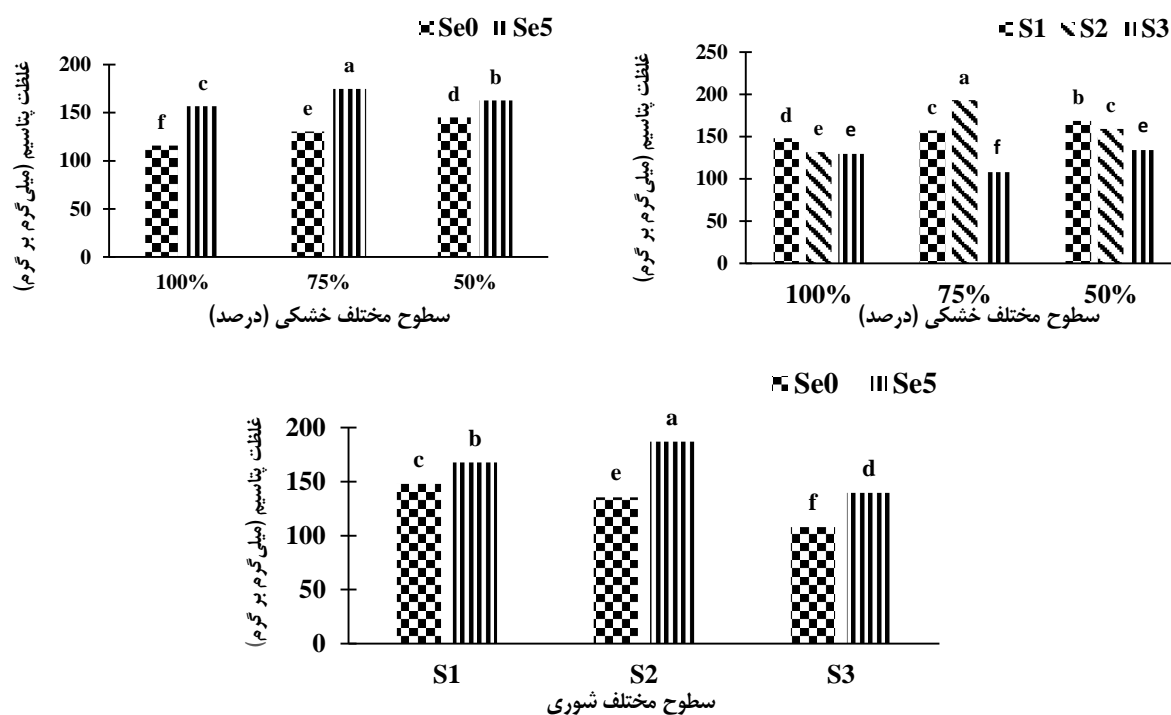 Se0 Se5
غلظت پتاسیم (میلی‌گرم بر گرم)
200
150
100
50
0
f c e a d b
100% 75% 50%
سطوح مختلف خشکی (درصد)
S1 S2 S3
غلظت پتاسیم (میلی‌گرم بر گرم)
250
200
150
100
50
0
d e e c a f b c e
100% 75% 50%
سطوح مختلف خشکی (درصد)
Se0 Se5
غلظت پتاسیم (میلی‌گرم بر گرم)
200
150
100
50
0
c b e a f d
S1 S2 S3
سطوح مختلف شوری